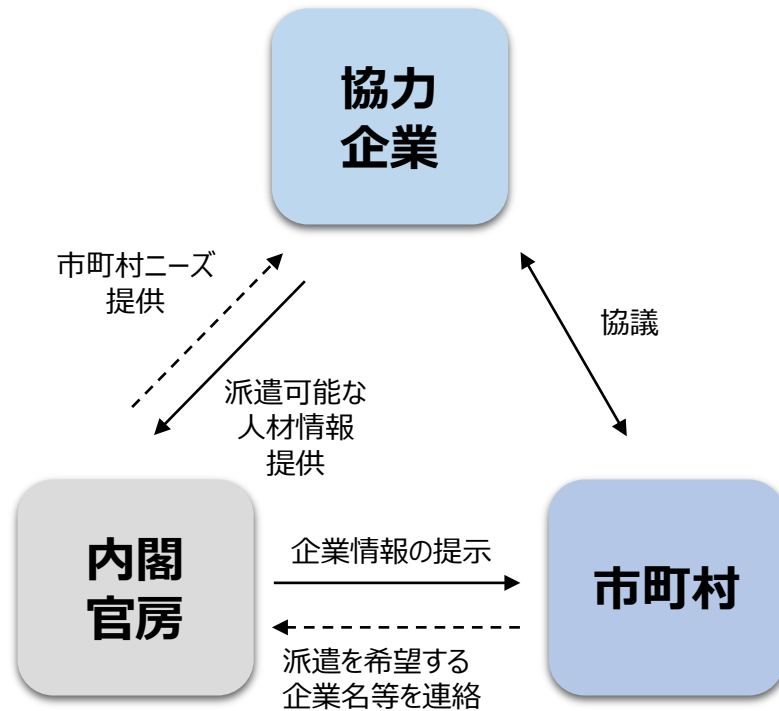 協力
企業
市町村ニーズ
提供
協議
派遣可能な
人材情報
提供
内閣
官房
企業情報の提示
市町村
派遣を希望する
企業名等を連絡